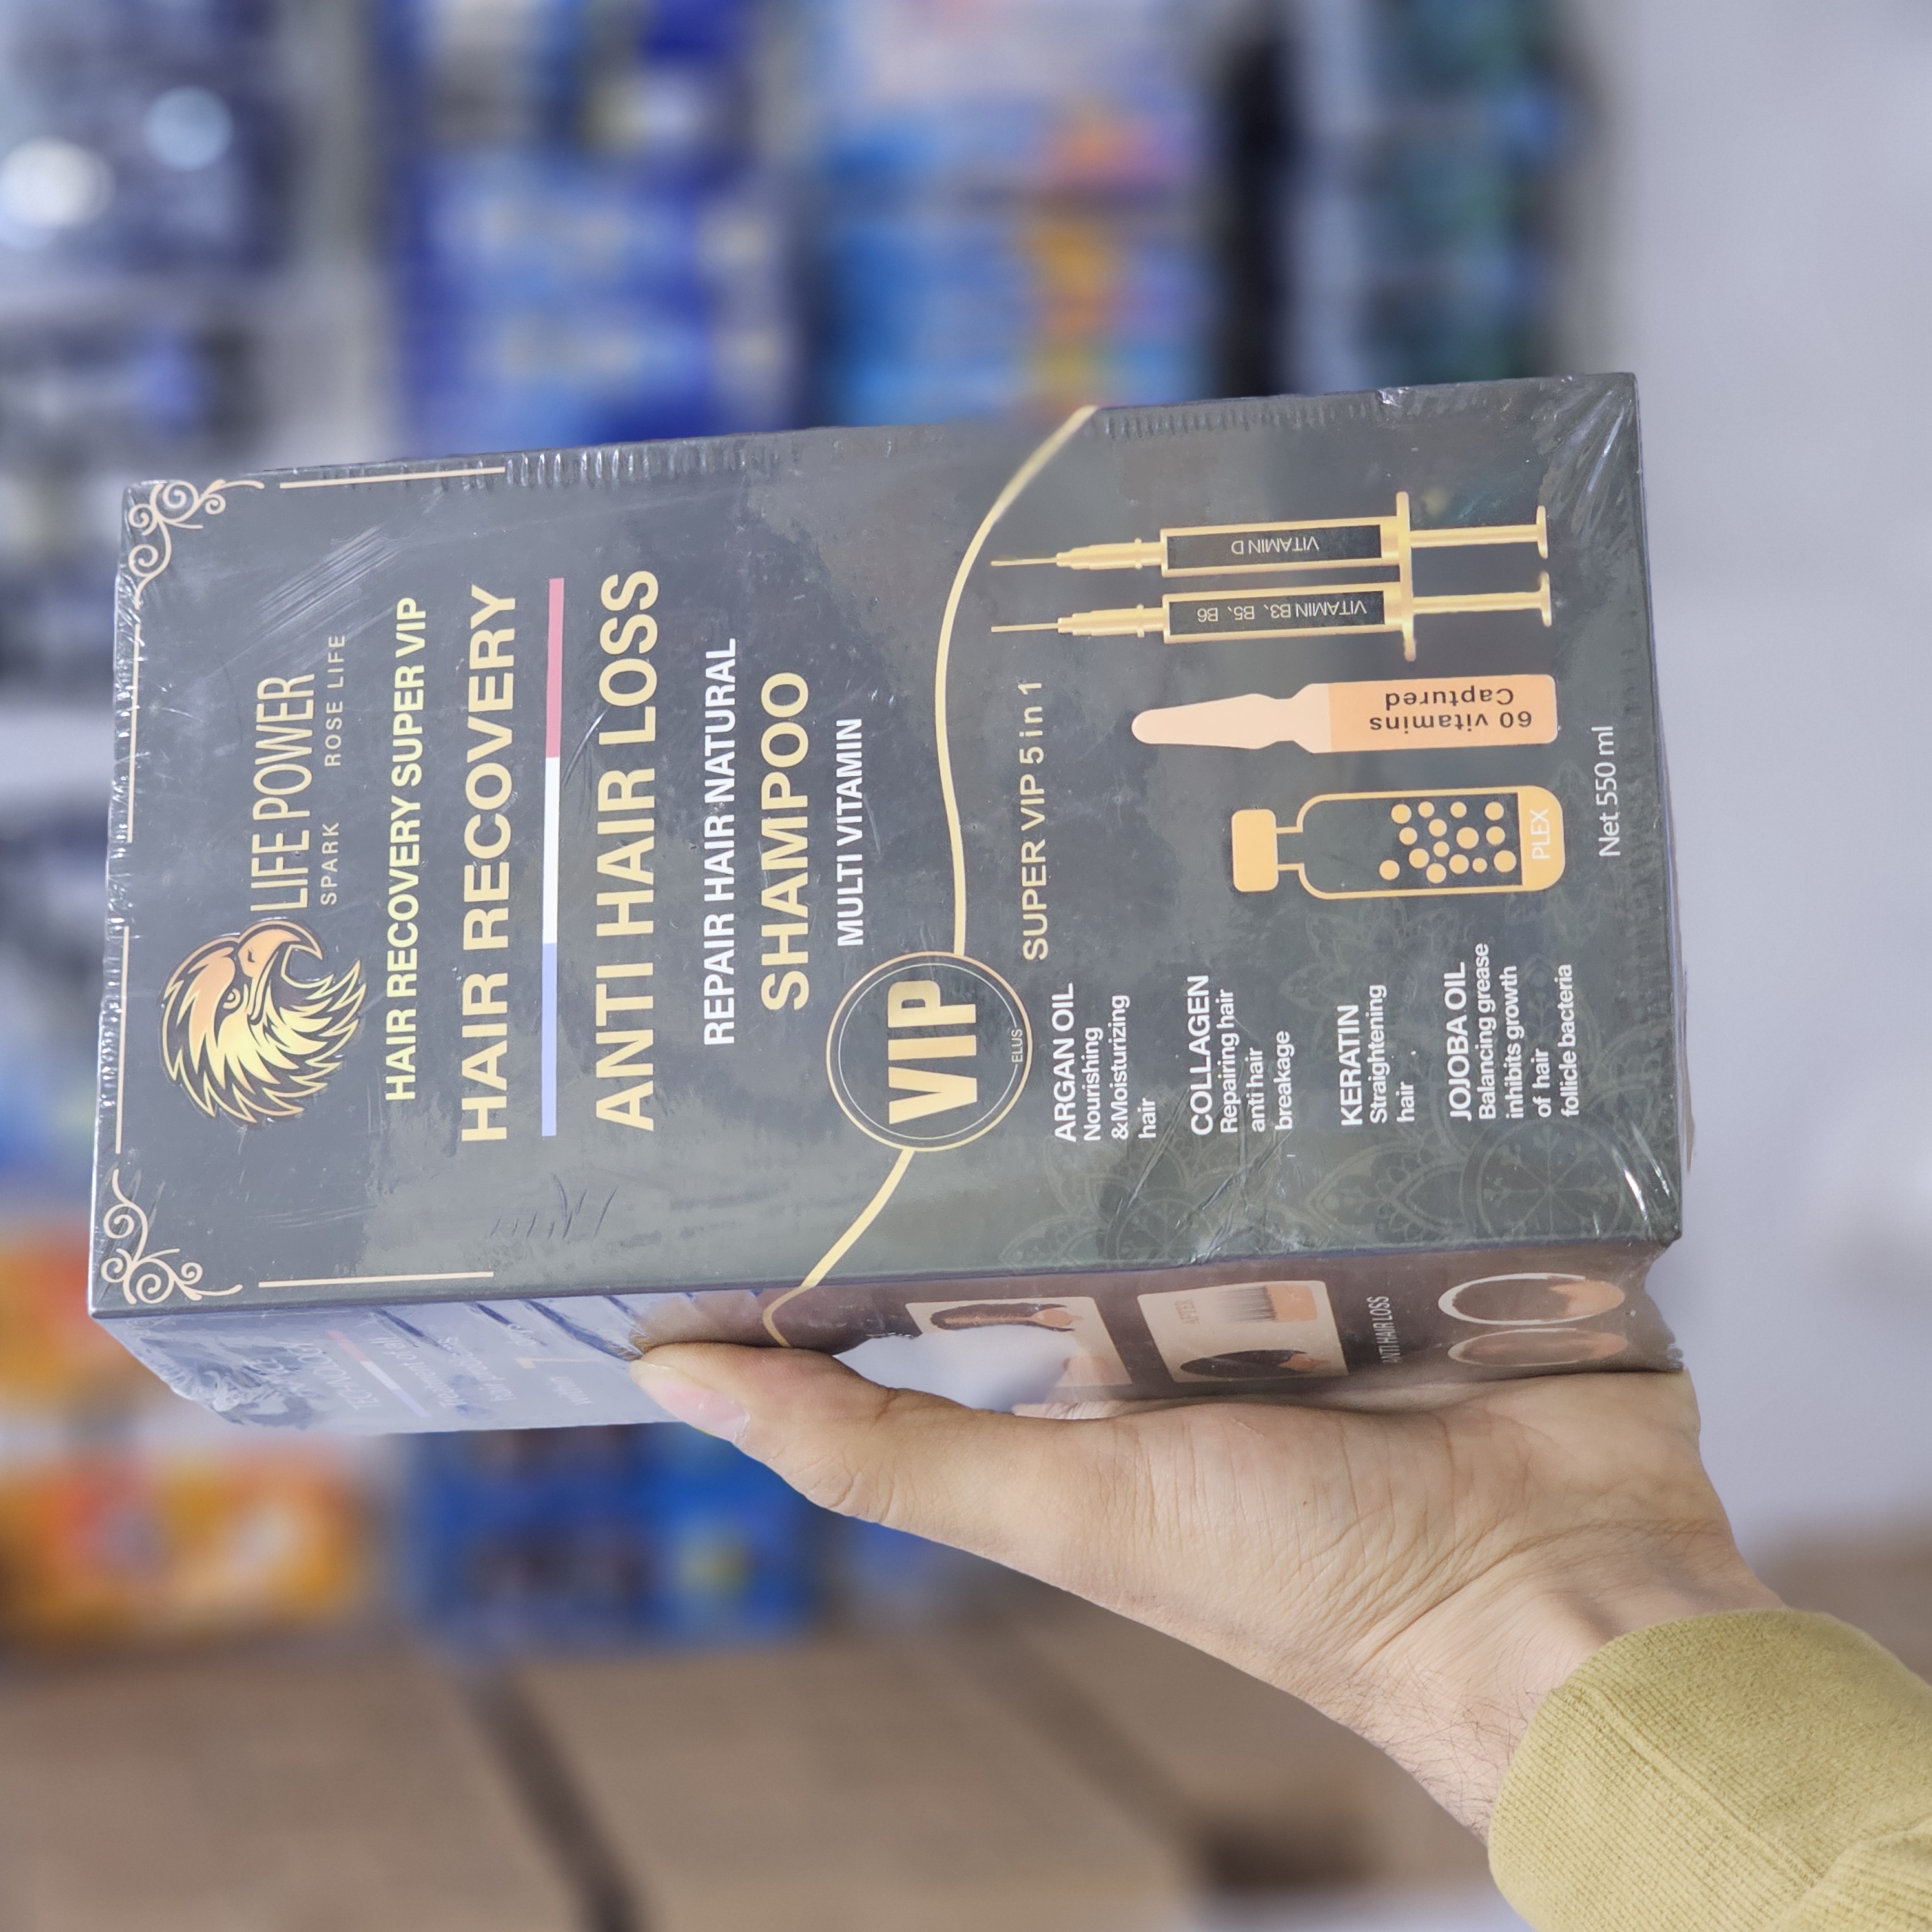 LIFE POWER
SPARK ROSE LIFE
HAIR RECOVERY SUPER VIP
HAIR RECOVERY
ANTI HAIR LOSS
REPAIR HAIR NATURAL
SHAMPOO
MULTI VITAMIN
VIP
ELUS
SUPER VIP 5 in 1
ARGAN OIL
Nourishing
&Moisturizing
hair
COLLAGEN
Repairing hair
anti hair
breakage
KERATIN
Straightening
hair
JOJOBA OIL
Balancing grease
inhibits growth
of hair
follicle bacteria
PLEX
60 vitamins
Captured
VITAMIN B3、B5、B6
VITAMIN D
Net 550 ml
AFTER
ANTI HAIR LOSS